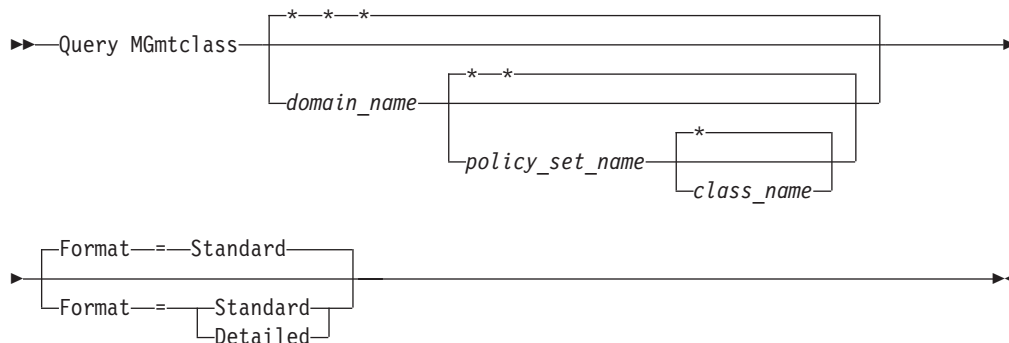 * * *
Query MGmtclass
* *
domain_name
*
policy_set_name
class_name
Format = Standard
Format = Standard
Detailed